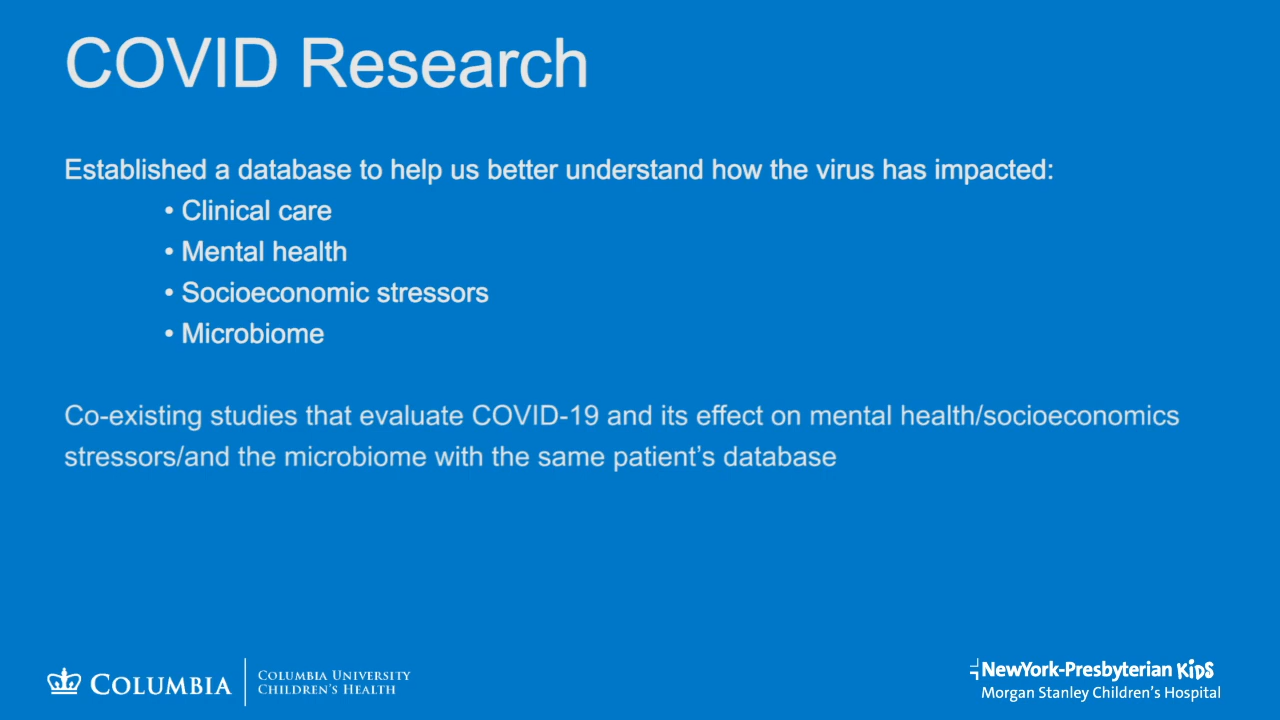 COVID Research
Established a database to help us better understand how the virus has impacted:
• Clinical care
• Mental health
• Socioeconomic stressors
• Microbiome
Co-existing studies that evaluate COVID-19 and its effect on mental health/socioeconomics
stressors/and the microbiome with the same patient’s database
COLUMBIA
COLUMBIA UNIVERSITY
CHILDREN'S HEALTH
NewYork-Presbyterian KiDS
Morgan Stanley Children’s Hospital